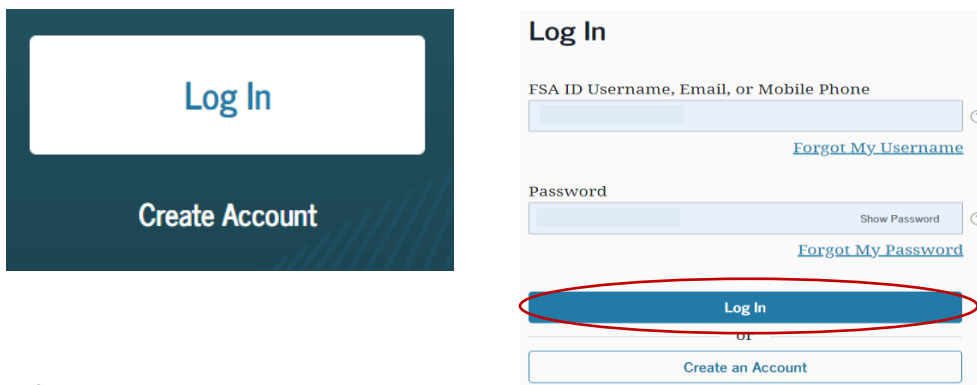 Log In
Create Account
Log In
FSA ID Username, Email, or Mobile Phone
Forgot My Username
Password
Show Password
Forgot My Password
Log In
or
Create an Account